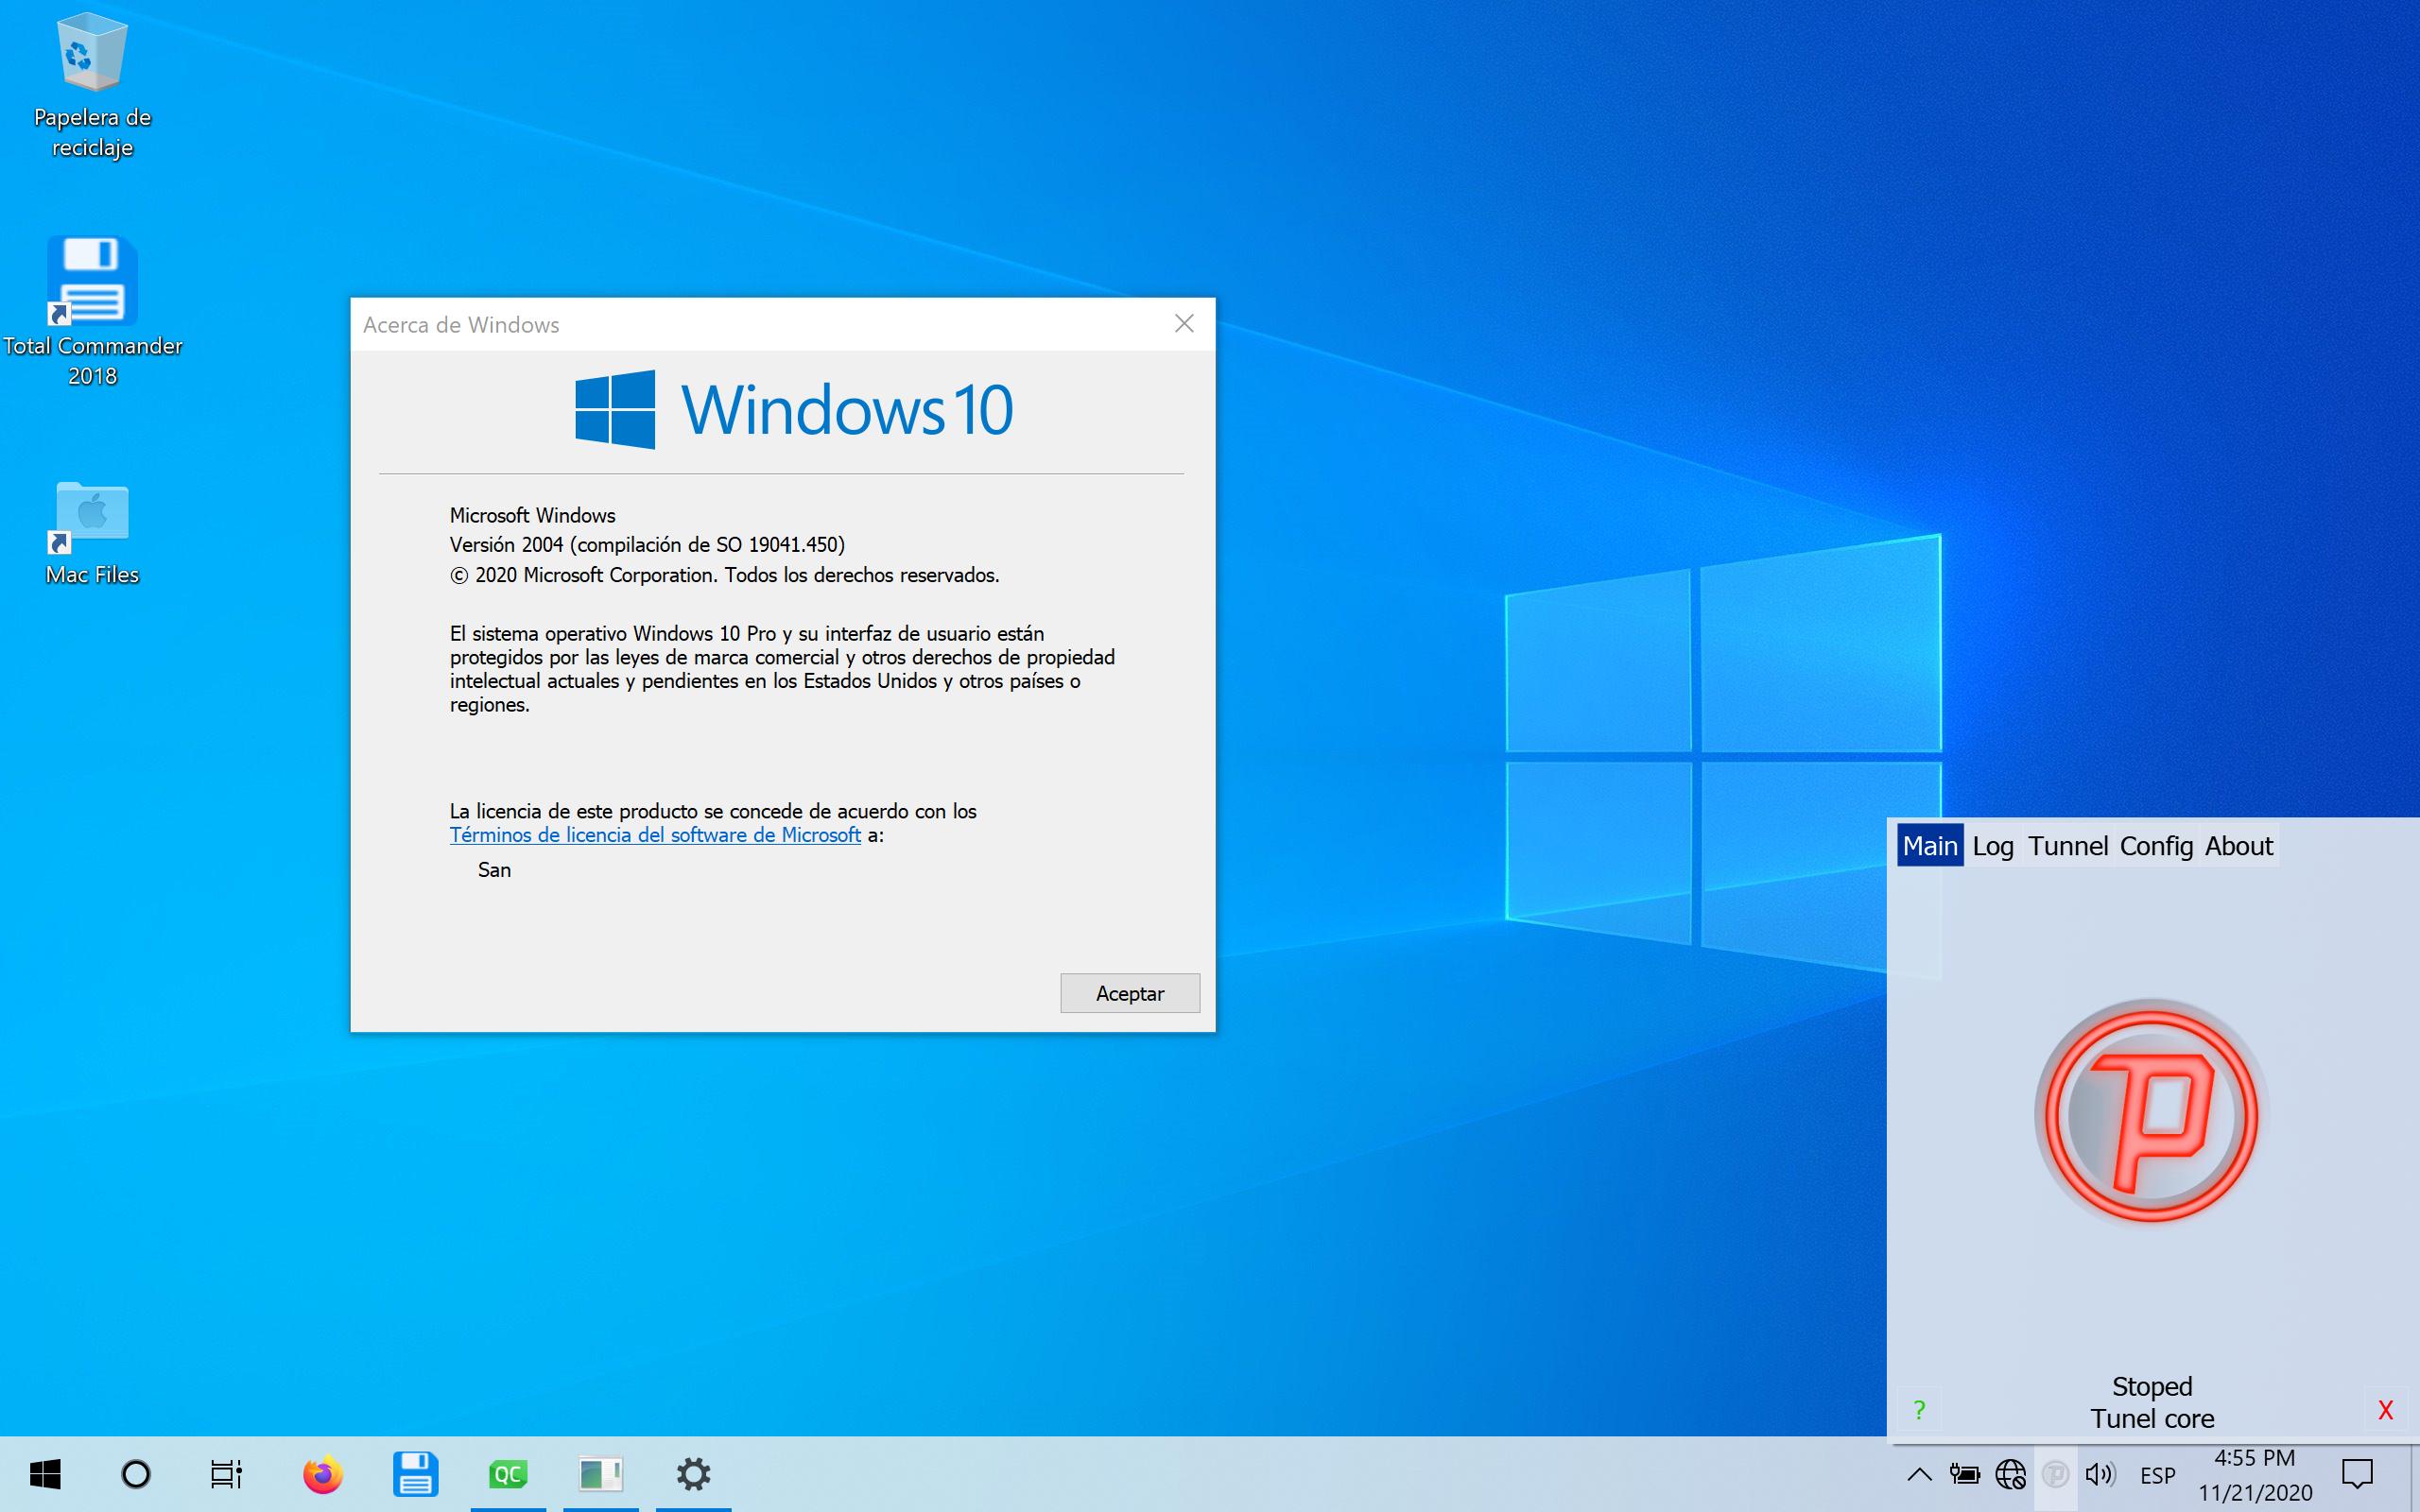 Papelera de
reciclaje
Total Commander
2018
Mac Files
Acerca de Windows
Windows 10
Microsoft Windows
Versión 2004 (compilación de SO 19041.450)
© 2020 Microsoft Corporation. Todos los derechos reservados.
El sistema operativo Windows 10 Pro y su interfaz de usuario están
protegidos por las leyes de marca comercial y otros derechos de propiedad
intelectual actuales y pendientes en los Estados Unidos y otros países o
regiones.
La licencia de este producto se concede de acuerdo con los
Términos de licencia del software de Microsoft a:
San
Aceptar
Main Log Tunnel Config About
P
Stoped
Tunel core
? X
QC
P
ESP
4:55 PM
11/21/2020